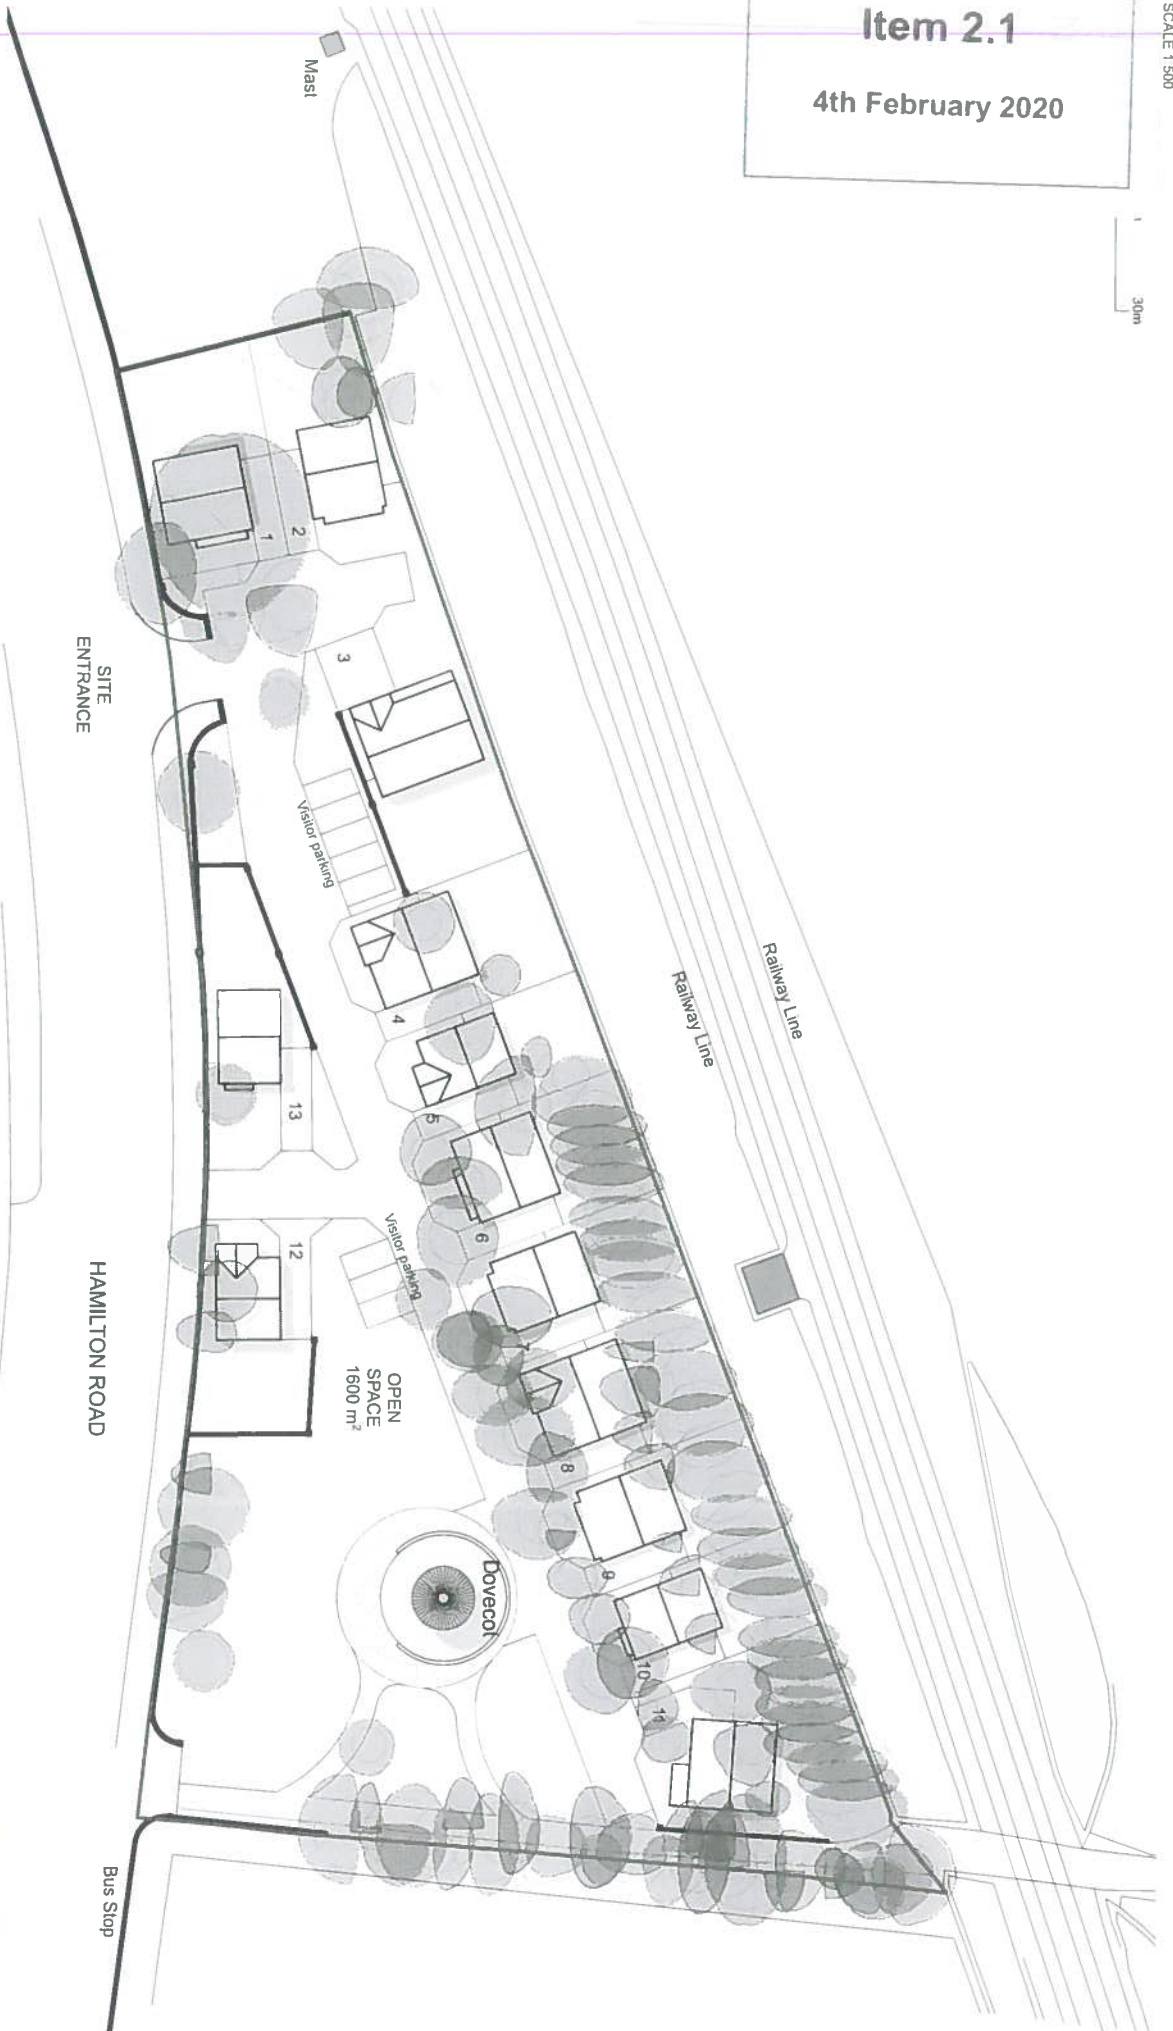 SCALE 1:500
Item 2.1
4th February 2020
1
30m
Mast
1
2
3
SITE
ENTRANCE
Visitor parking
Railway Line
Railway Line
4
5
13
6
12
Visitor parking
7
HAMILTON ROAD
OPEN
SPACE
1600 m²
8
Dovecot
9
10
11
Bus Stop